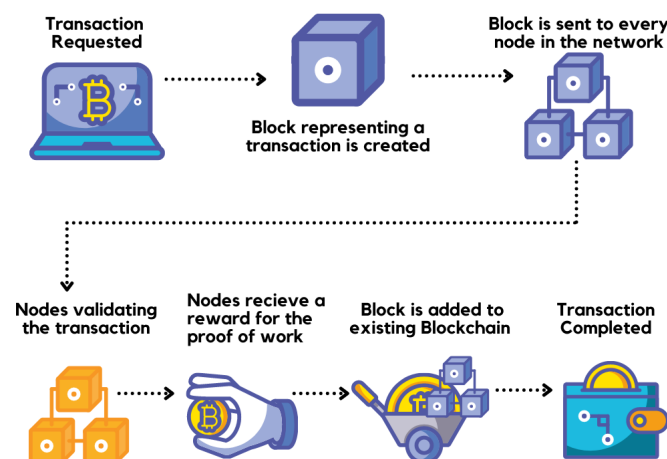 Transaction
Requested
Block representing a
transaction is created
Block is sent to every
node in the network
Nodes validating
the transaction
Nodes recieve a
reward for the
proof of work
Block is added to
existing Blockchain
Transaction
Completed